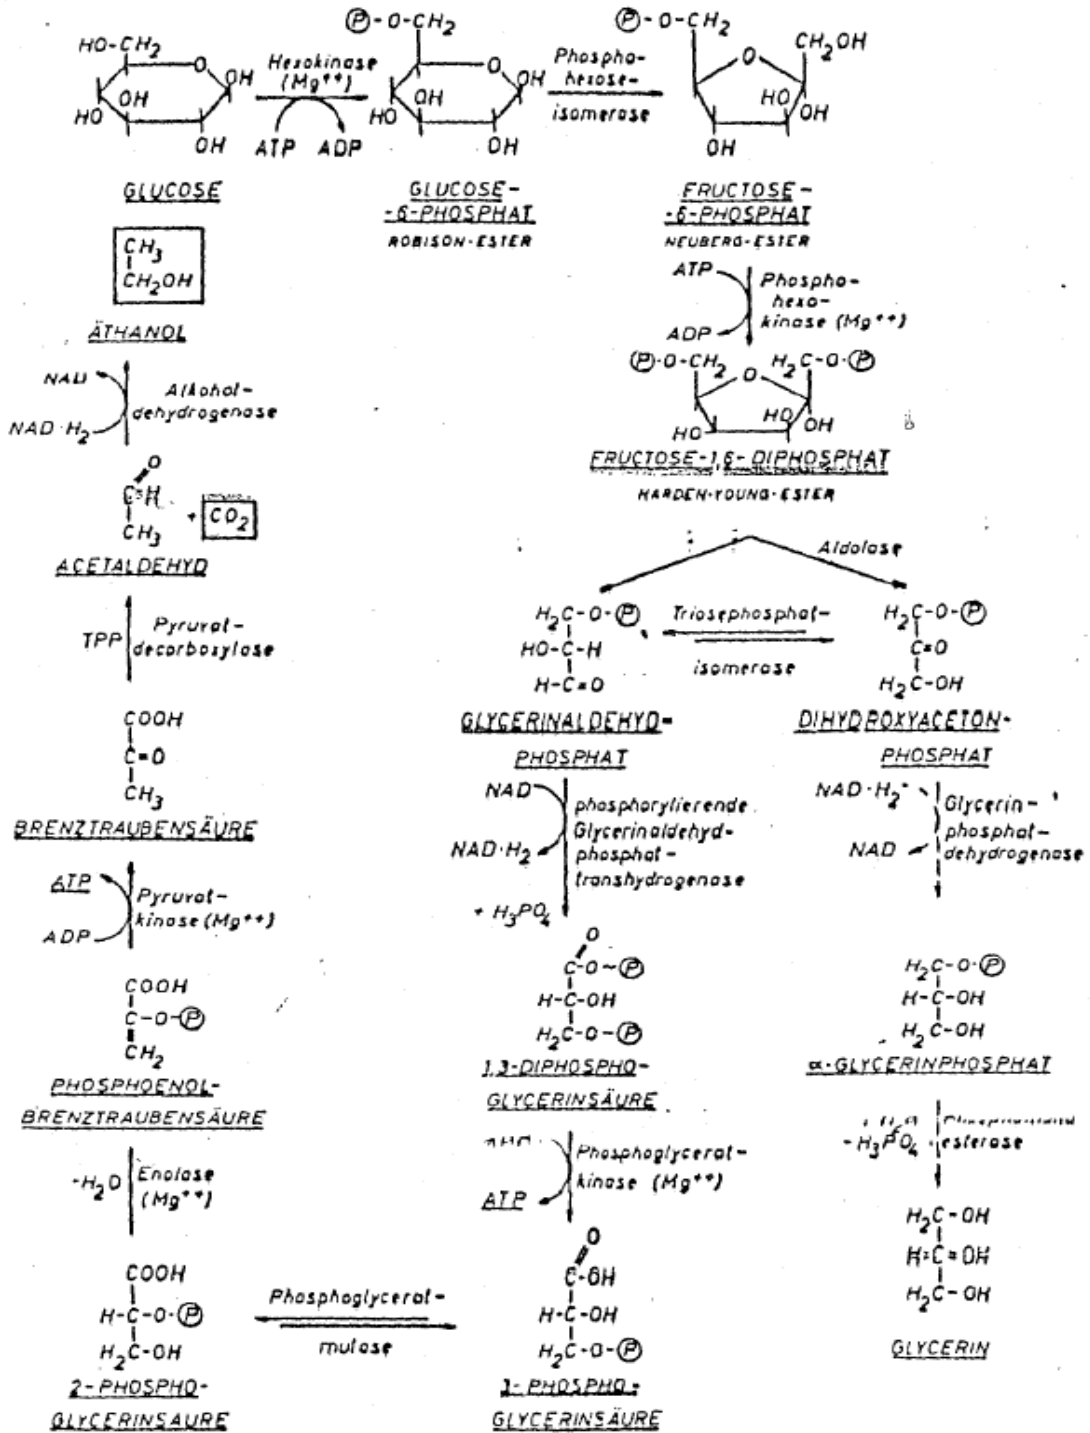 HO-CH2
O
OH
OH
HO
OH
Hexokinase
(Mg++)
ATP ADP
P-O-CH2
O
OH
OH
HO
OH
Phospho-
hexose-
isomerase
P-O-CH2
O
CH2OH
HO
OH
OH
GLUCOSE
GLUCOSE-
-6-PHOSPHAT
ROBISON-ESTER
FRUCTOSE-
-6-PHOSPHAT
NEUBERG-ESTER
ATP
ADP
Phospho-
hexo-
kinase (Mg++)
P-O-CH2 O H2C-O-P
HO OH
HO
FRUCTOSE-1,6-DIPHOSPHAT
HARDEN-YOUNG-ESTER
Aldolase
H2C-O-P
HO-C-H
H-C=O
Triosephosphat-
isomerase
H2C-O-P
C=O
H2C-OH
GLYCERINALDEHYD-
PHOSPHAT
DIHYDROXYACETON-
PHOSPHAT
NAD
NAD·H2
+ H3PO4
phosphorylierende
Glycerinaldehyd-
phosphat-
transhydrogenase
NAD·H2
NAD
Glycerin-
phosphat-
dehydrogenase
O
C-O~P
H-C-OH
H2C-O-P
1,3-DIPHOSPHO-
GLYCERINSÄURE
H2C-O-P
H-C-OH
H2C-OH
α-GLYCERINPHOSPHAT
ATP
Phosphoglycerat-
kinase (Mg++)
-H3PO4
esterase
O
C-OH
H-C-OH
H2C-O-P
3-PHOSPHO-
GLYCERINSÄURE
H2C-OH
H=C=OH
H2C-OH
GLYCERIN
Phosphoglycerat-
mutase
COOH
H-C-O-P
H2C-OH
2-PHOSPHO-
GLYCERINSÄURE
-H2O
Enolase
(Mg++)
COOH
C-O-P
CH2
PHOSPHOENOL-
BRENZTRAUBENSÄURE
ATP
ADP
Pyruvat-
kinase (Mg++)
COOH
C=O
CH3
BRENZTRAUBENSÄURE
TPP
Pyruvat-
decarboxylase
O
C-H
CH3
+ CO2
ACETALDEHYD
NAD
NAD·H2
Alkohol-
dehydrogenase
CH3
CH2OH
ÄTHANOL